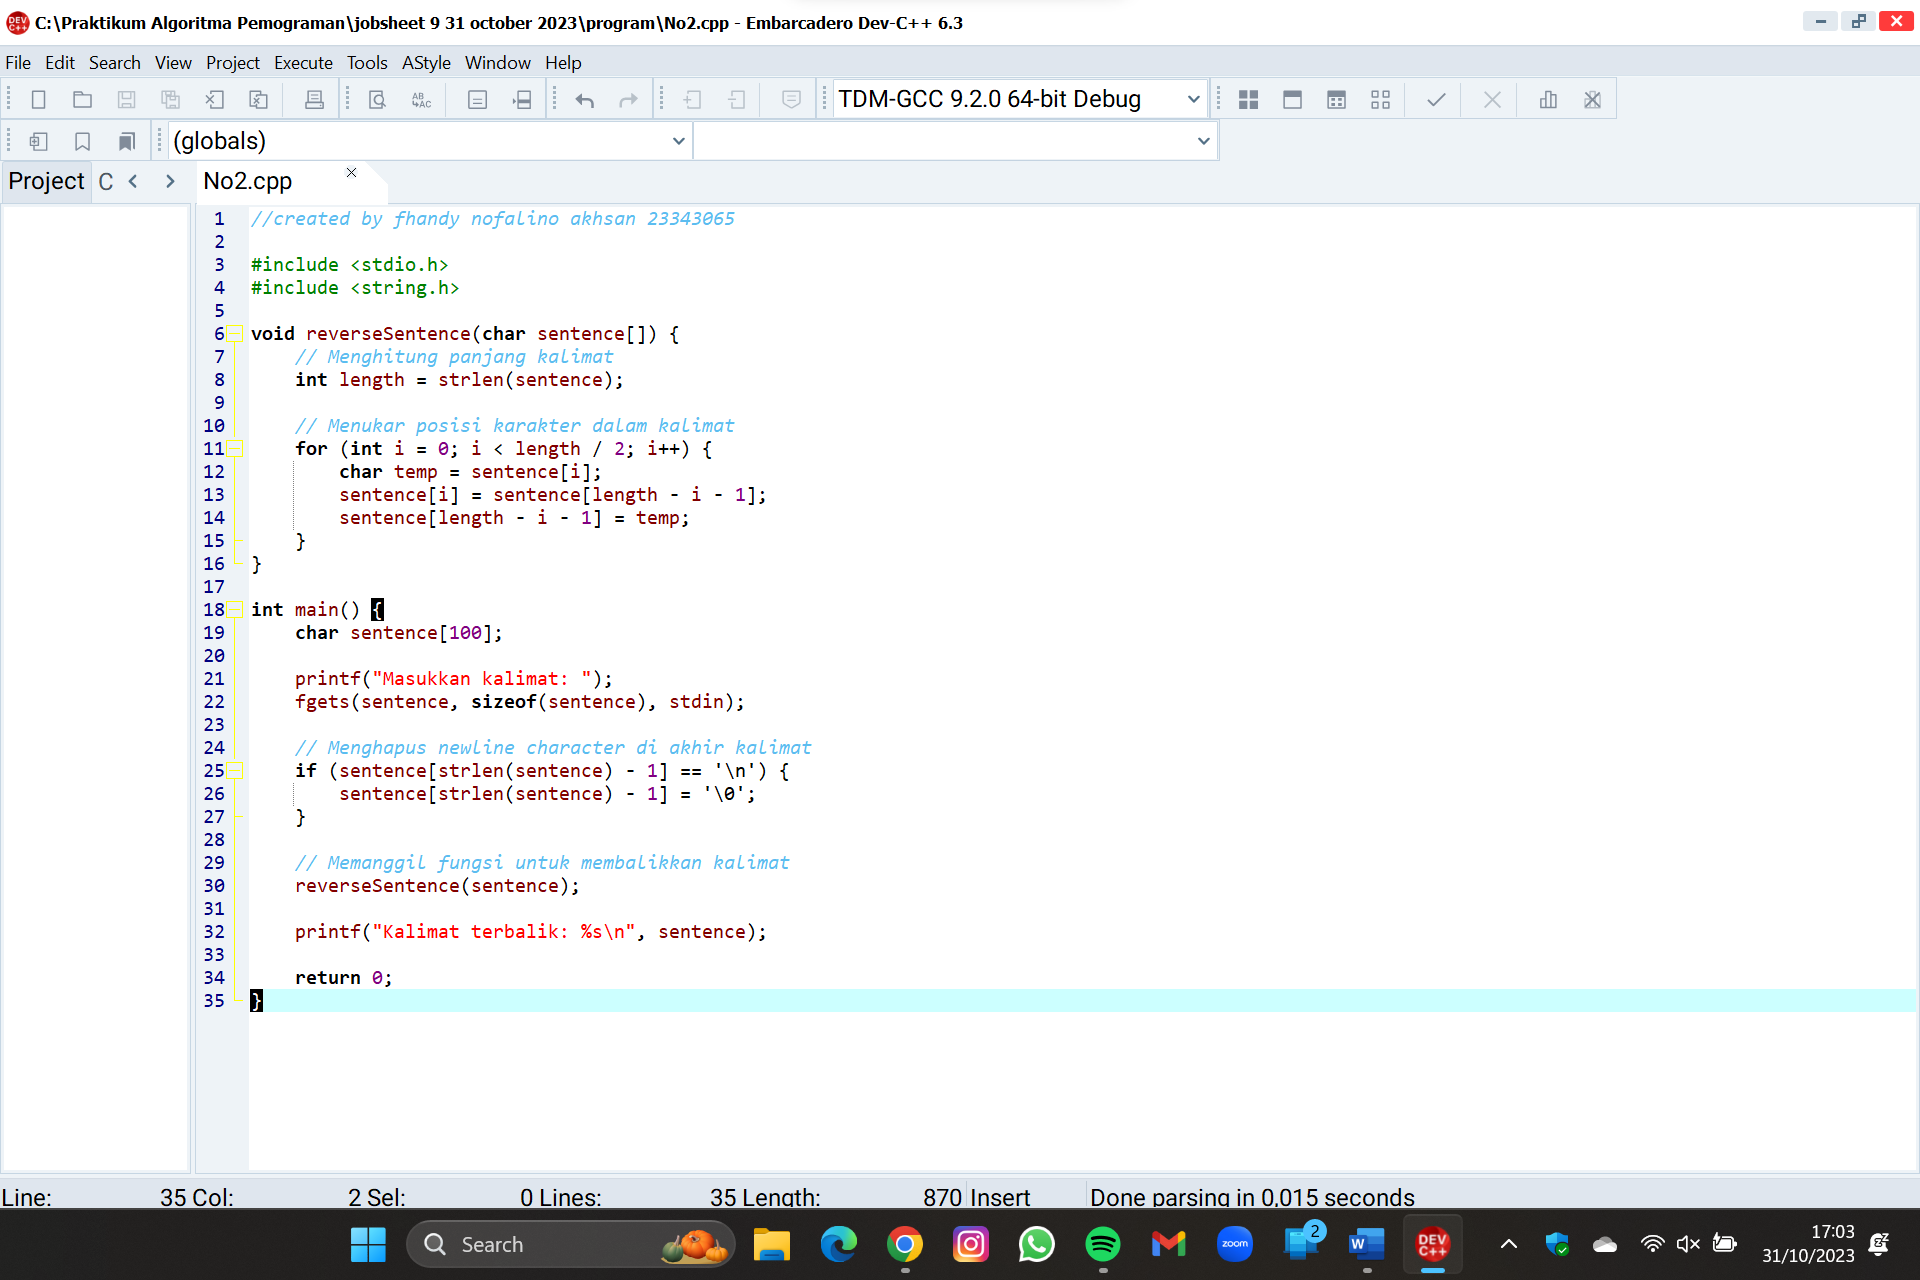 C:\Praktikum Algoritma Pemograman\jobsheet 9 31 october 2023\program\No2.cpp - Embarcadero Dev-C++ 6.3
File Edit Search View Project Execute Tools AStyle Window Help
TDM-GCC 9.2.0 64-bit Debug
(globals)
Project C No2.cpp
1 //created by fhandy nofalino akhsan 23343065
2
3 #include <stdio.h>
4 #include <string.h>
5
6 void reverseSentence(char sentence[]) {
7     // Menghitung panjang kalimat
8     int length = strlen(sentence);
9
10     // Menukar posisi karakter dalam kalimat
11     for (int i = 0; i < length / 2; i++) {
12         char temp = sentence[i];
13         sentence[i] = sentence[length - i - 1];
14         sentence[length - i - 1] = temp;
15     }
16 }
17
18 int main() {
19     char sentence[100];
20
21     printf("Masukkan kalimat: ");
22     fgets(sentence, sizeof(sentence), stdin);
23
24     // Menghapus newline character di akhir kalimat
25     if (sentence[strlen(sentence) - 1] == '\n') {
26         sentence[strlen(sentence) - 1] = '\0';
27     }
28
29     // Memanggil fungsi untuk membalikkan kalimat
30     reverseSentence(sentence);
31
32     printf("Kalimat terbalik: %s\n", sentence);
33
34     return 0;
35 }
Line: 35 Col: 2 Sel: 0 Lines: 35 Length: 870 Insert Done parsing in 0,015 seconds
Search zoom 2 W DEV C++ 17:03
31/10/2023